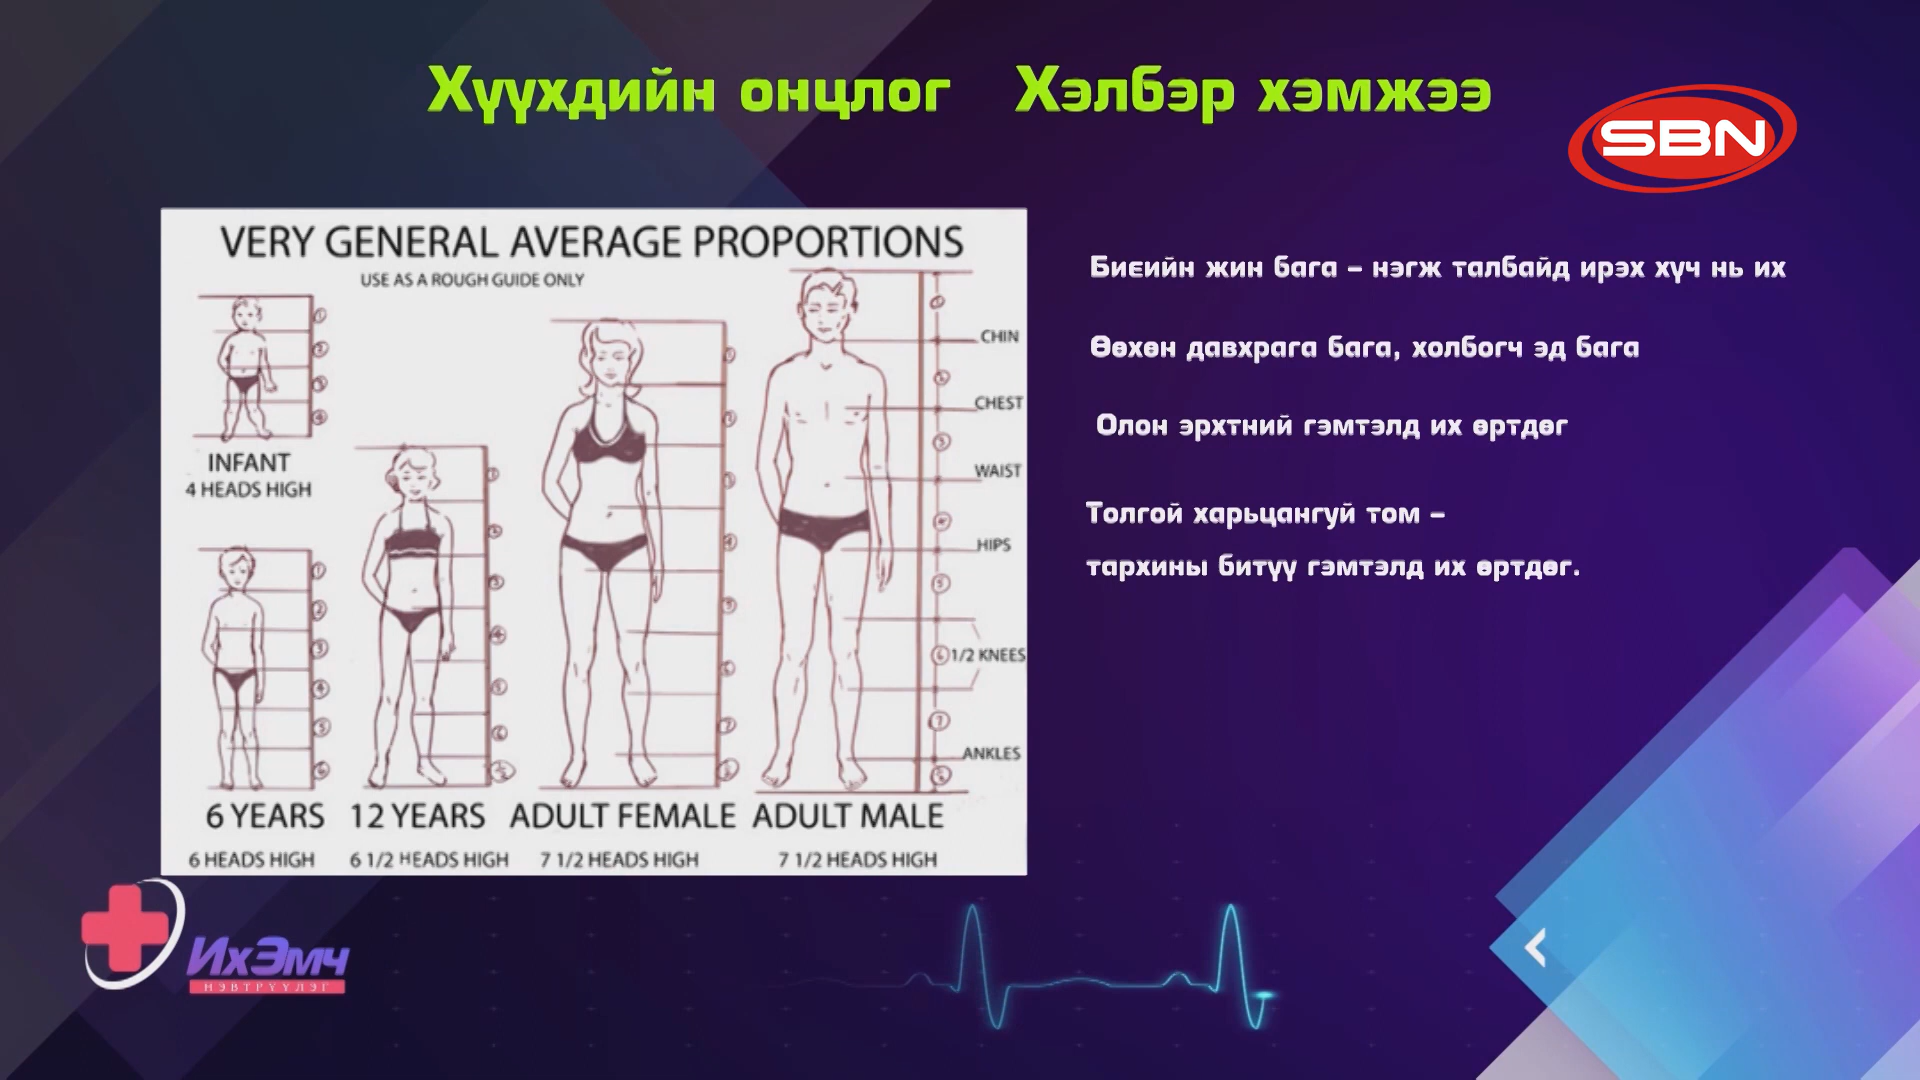 Хүүхдийн онцлог Хэлбэр хэмжээ
SBN
VERY GENERAL AVERAGE PROPORTIONS
USE AS A ROUGH GUIDE ONLY
CHIN
CHEST
WAIST
HIPS
1/2 KNEES
ANKLES
INFANT
4 HEADS HIGH
6 YEARS
6 HEADS HIGH
12 YEARS
6 1/2 HEADS HIGH
ADULT FEMALE
7 1/2 HEADS HIGH
ADULT MALE
7 1/2 HEADS HIGH
Биеийн жин бага – нэгж талбайд ирэх хүч нь их
Өөхөн давхрага бага, холбогч эд бага
Олон эрхтний гэмтэлд их өртдөг
Толгой харьцангуй том –
тархины битүү гэмтэлд их өртдөг.
ИхЭмч
НЭВТРҮҮЛЭГ